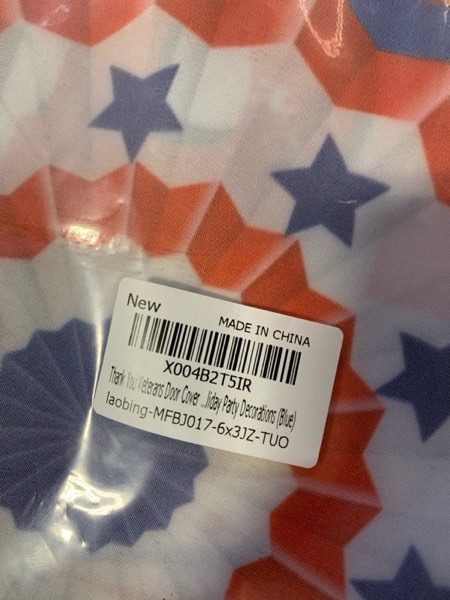 New
MADE IN CHINA
X004B2T5IR
Thank You Veterans Door Cover ...liday Party Decorations (Blue)
laobing-MFBJ017-6x3JZ-TUO